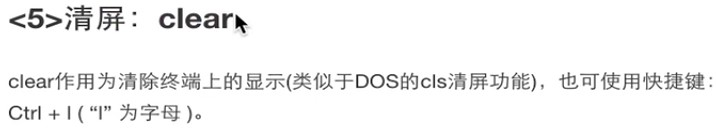 <5>清屏：clear
clear作用为清除终端上的显示(类似于DOS的cls清屏功能)，也可使用快捷键：
Ctrl + l ( “l” 为字母 )。